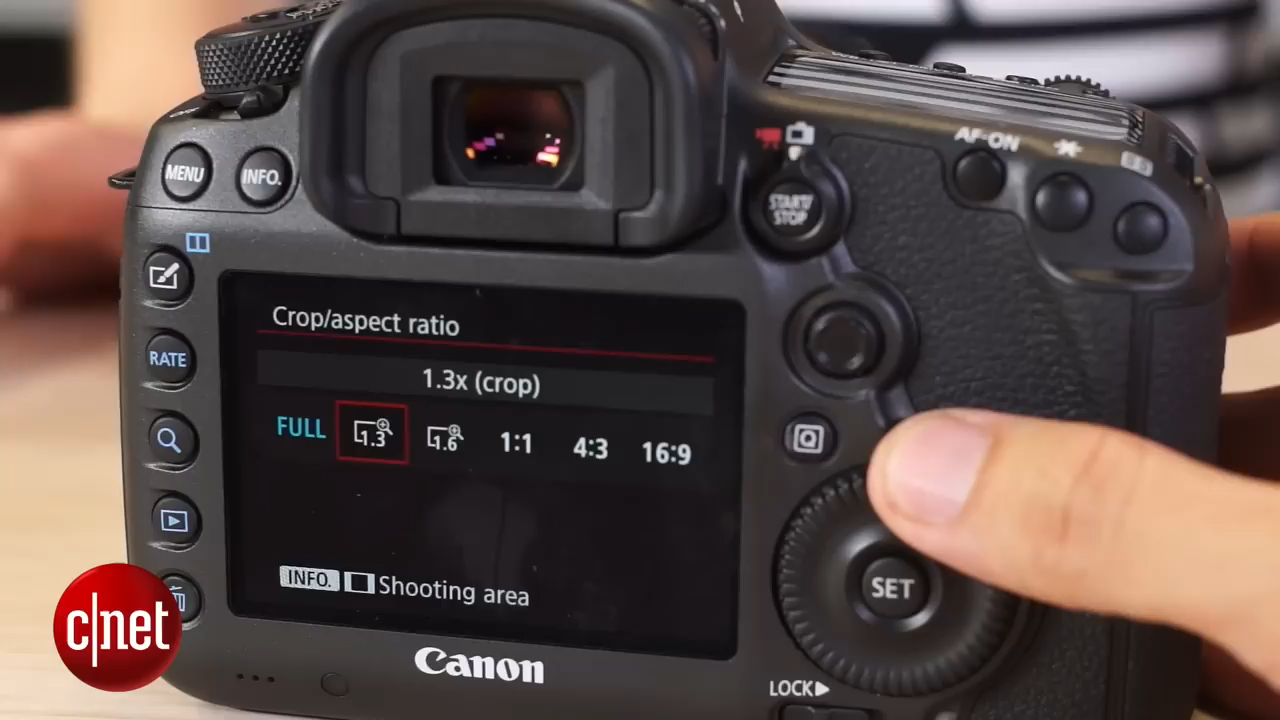 AF-ON
MENU
INFO.
START/
STOP
RATE
Crop/aspect ratio
1.3x (crop)
FULL
1.3
1.6
1:1
4:3
16:9
INFO. Shooting area
Q
SET
Canon
LOCK
c|net